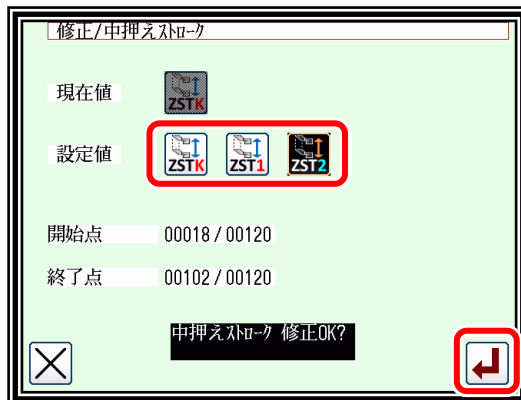 修正/中押えｽﾄﾛｰｸ
現在値 ZSTK
設定値 ZSTK ZST1 ZST2
開始点 00018 / 00120
終了点 00102 / 00120
中押えｽﾄﾛｰｸ 修正OK?